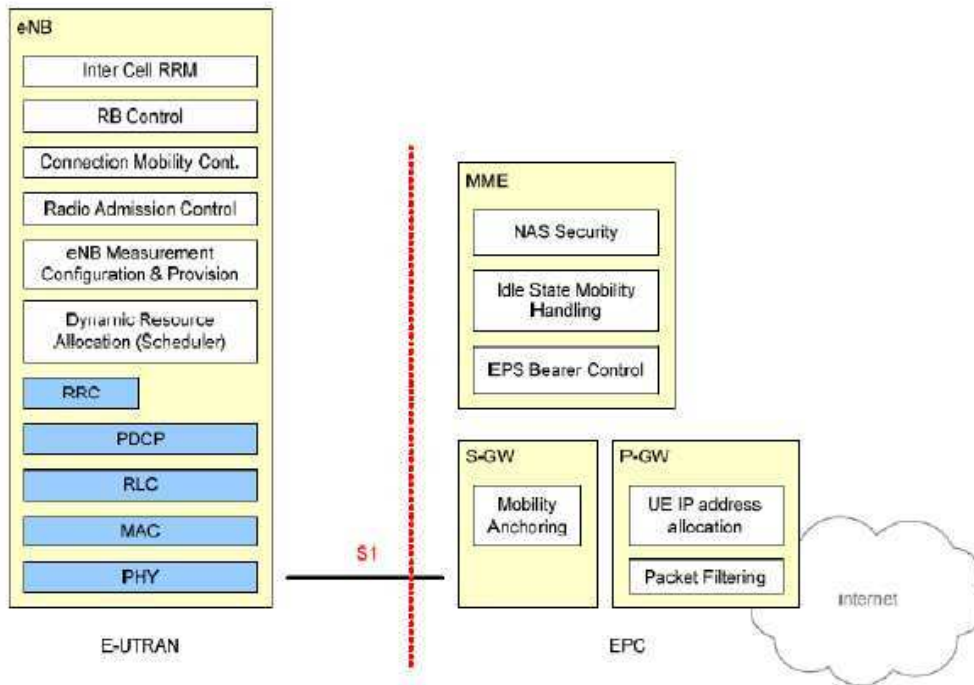 eNB
Inter Cell RRM
RB Control
Connection Mobility Cont.
Radio Admission Control
eNB Measurement
Configuration & Provision
Dynamic Resource
Allocation (Scheduler)
RRC
PDCP
RLC
MAC
PHY
E-UTRAN
S1
MME
NAS Security
Idle State Mobility
Handling
EPS Bearer Control
S-GW
Mobility
Anchoring
P-GW
UE IP address
allocation
Packet Filtering
EPC
internet